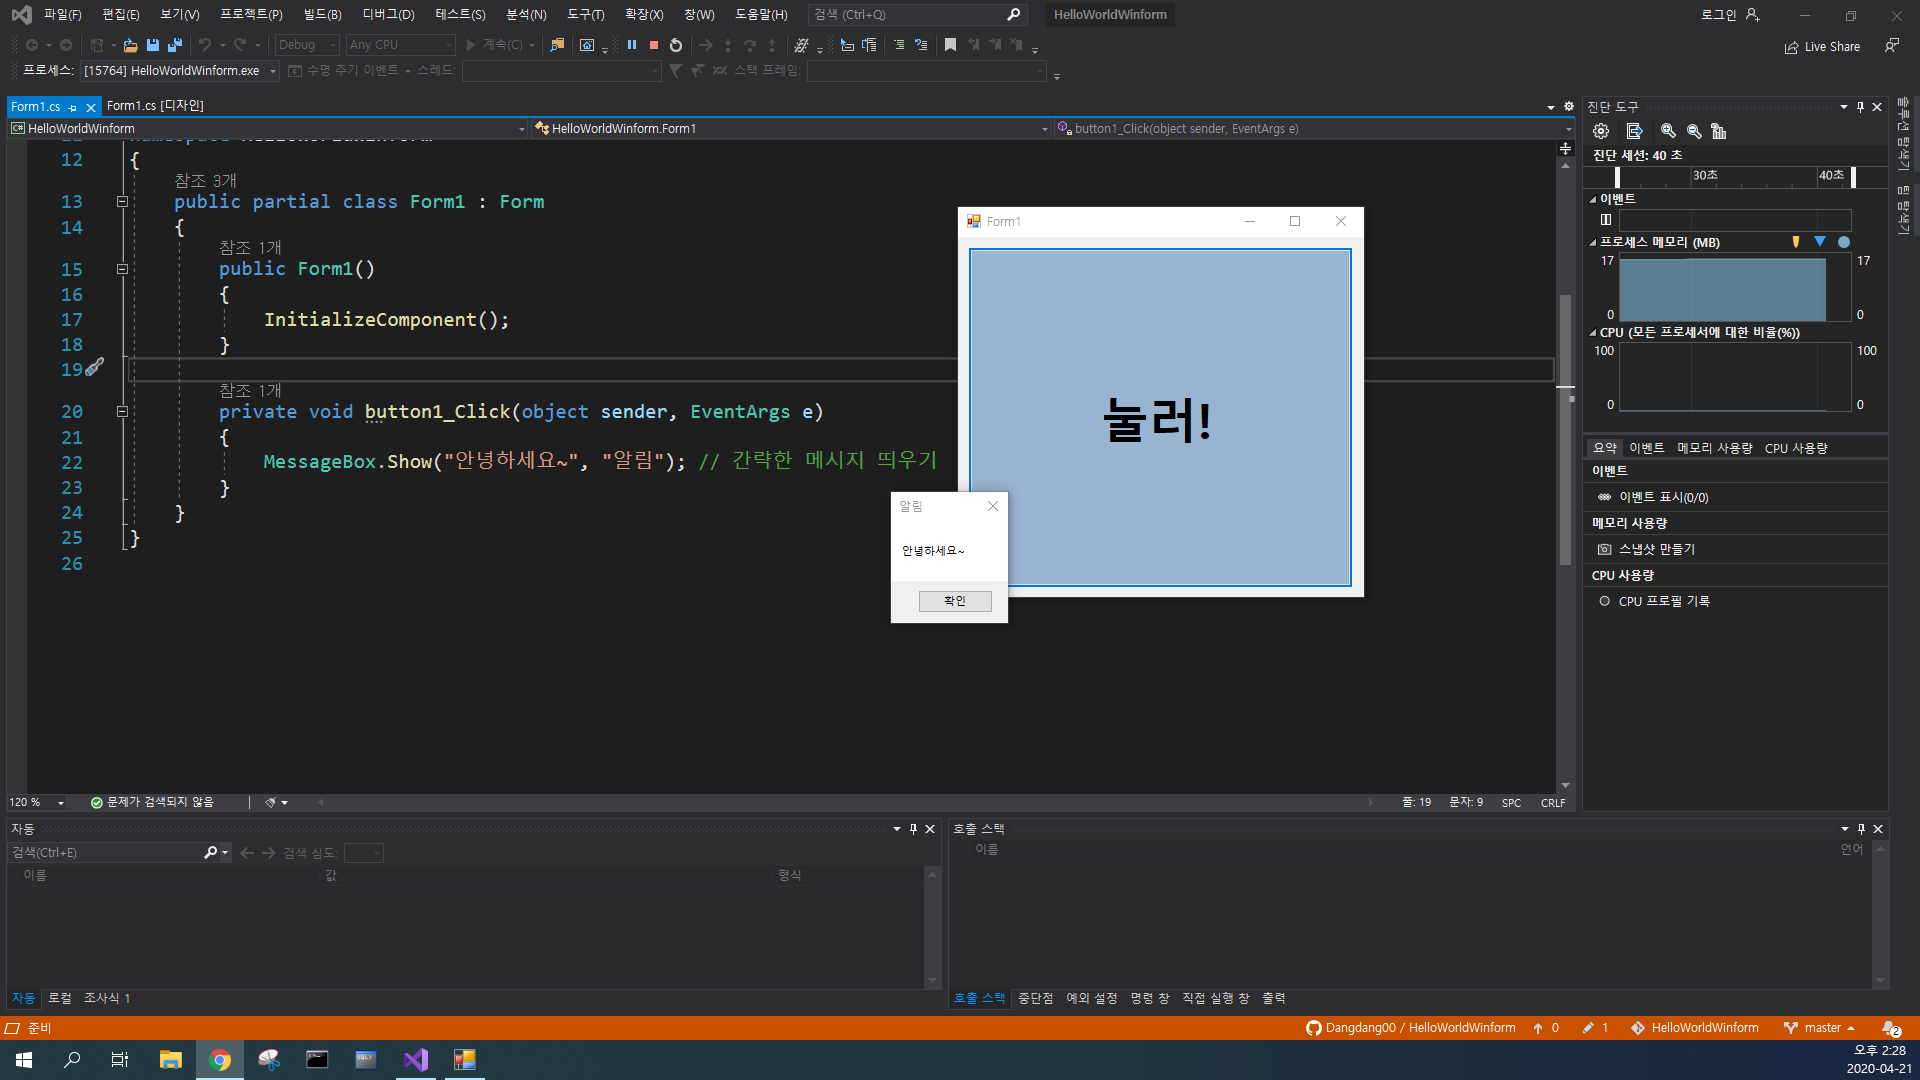 파일(F) 편집(E) 보기(V) 프로젝트(P) 빌드(B) 디버그(D) 테스트(S) 분석(N) 도구(T) 확장(X) 창(W) 도움말(H) 검색 (Ctrl+Q) HelloWorldWinform 로그인
Debug Any CPU 계속(C) Live Share
프로세스: [15764] HelloWorldWinform.exe 수명 주기 이벤트 스레드: 스택 프레임:
Form1.cs Form1.cs [디자인]
HelloWorldWinform HelloWorldWinform.Form1 button1_Click(object sender, EventArgs e)
12 {
참조 3개
13 public partial class Form1 : Form
14 {
참조 1개
15 public Form1()
16 {
17 InitializeComponent();
18 }
19
참조 1개
20 private void button1_Click(object sender, EventArgs e)
21 {
22 MessageBox.Show("안녕하세요~", "알림"); // 간략한 메시지 띄우기
23 }
24 }
25 }
26
Form1
눌러!
알림
안녕하세요~
확인
진단 도구
진단 세션: 40 초
30초 40초
이벤트
프로세스 메모리 (MB)
17 17
0 0
CPU (모든 프로세서에 대한 비율(%))
100 100
0 0
요약 이벤트 메모리 사용량 CPU 사용량
이벤트
이벤트 표시(0/0)
메모리 사용량
스냅샷 만들기
CPU 사용량
CPU 프로필 기록
솔루션 탐색기
팀 탐색기
120 % 문제가 검색되지 않음 줄: 19 문자: 9 SPC CRLF
자동
검색(Ctrl+E) 검색 심도:
이름 값 형식
자동 로컬 조사식 1
호출 스택
이름 언어
호출 스택 중단점 예외 설정 명령 창 직접 실행 창 출력
준비 Dangdang00 / HelloWorldWinform 0 1 HelloWorldWinform master 2
오후 2:28
2020-04-21